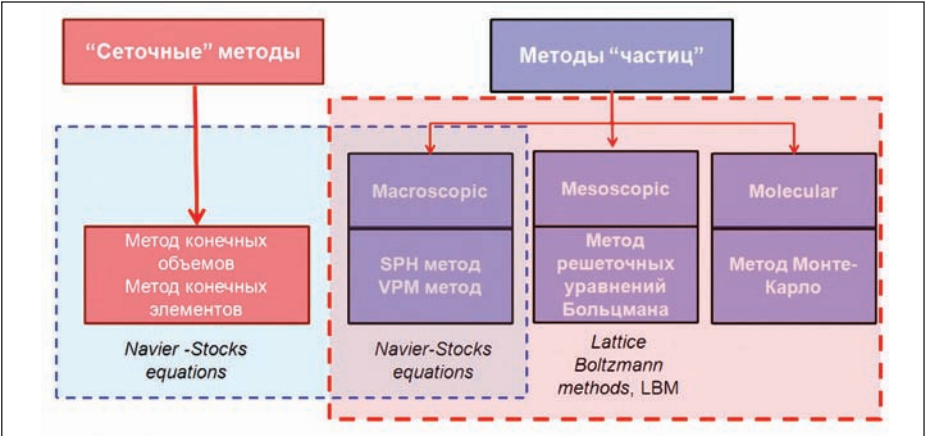 “Сеточные” методы
Методы “частиц”
Macroscopic
Mesoscopic
Molecular
Метод конечных
объемов
Метод конечных
элементов
SPH метод
VPM метод
Метод
решеточных
уравнений
Больцмана
Метод Монте-
Карло
Navier -Stocks
equations
Navier-Stocks
equations
Lattice
Boltzmann
methods, LBM